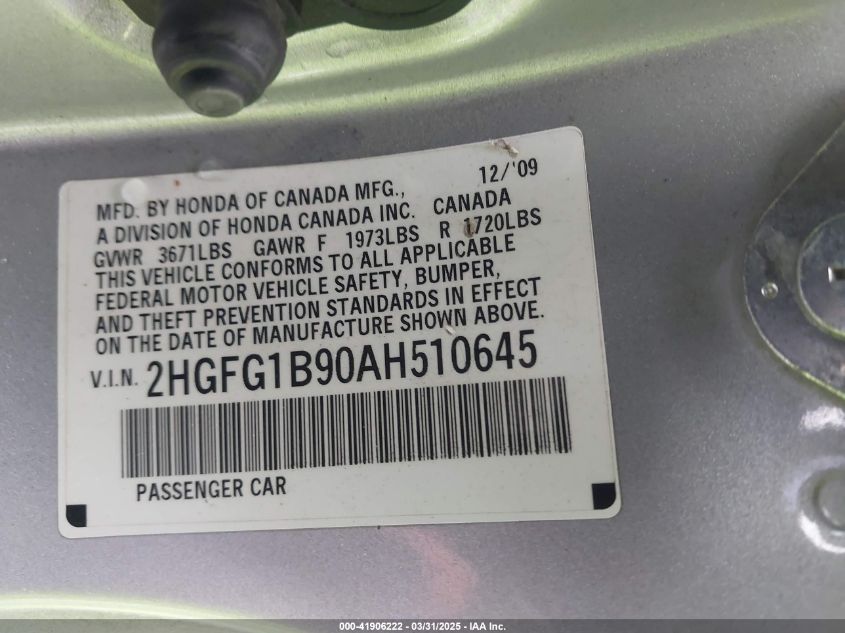 12/'09
MFD. BY HONDA OF CANADA MFG.,
A DIVISION OF HONDA CANADA INC. CANADA
GVWR 3671LBS GAWR F 1973LBS R 1720LBS
THIS VEHICLE CONFORMS TO ALL APPLICABLE
FEDERAL MOTOR VEHICLE SAFETY, BUMPER,
AND THEFT PREVENTION STANDARDS IN EFFECT
ON THE DATE OF MANUFACTURE SHOWN ABOVE.
V.I.N. 2HGFG1B90AH510645
PASSENGER CAR
000-41906222 - 03/31/2025 - IAA Inc.